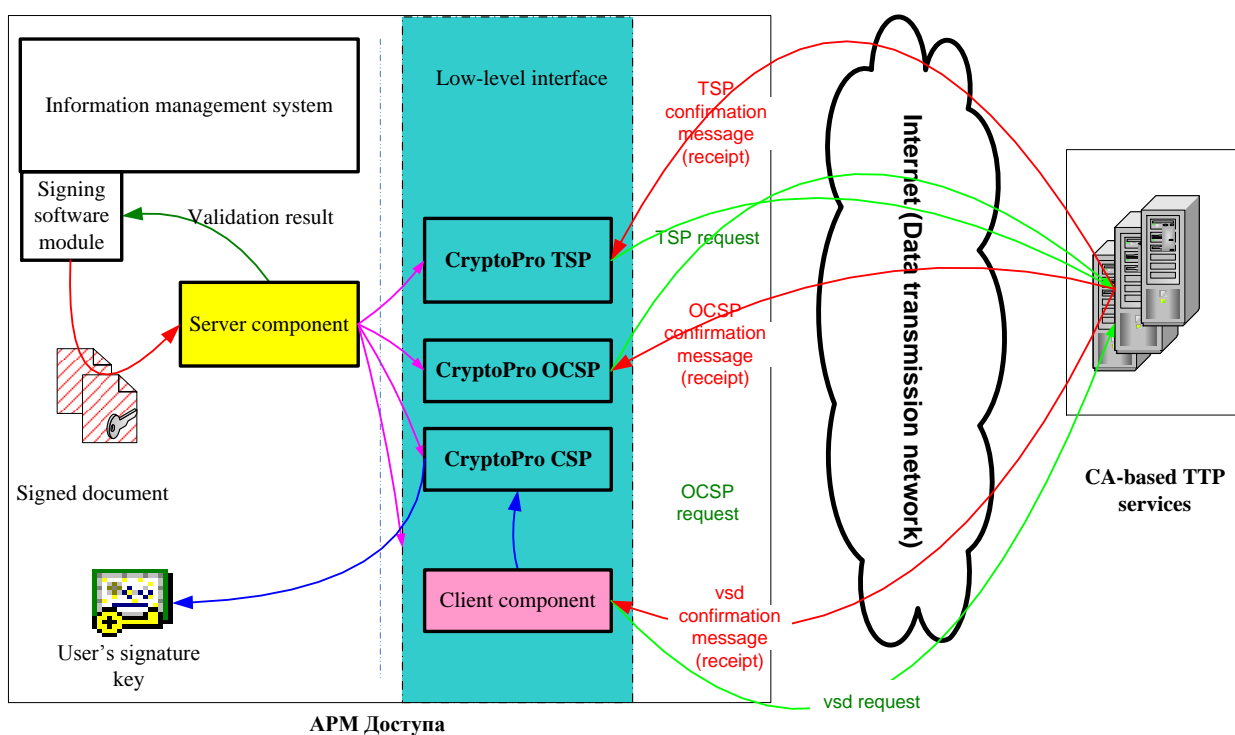 Information management system
Signing
software
module
Validation result
Server component
Signed document
User's signature
key
Low-level interface
CryptoPro TSP
CryptoPro OCSP
CryptoPro CSP
Client component
TSP
confirmation
message
(receipt)
TSP request
OCSP
confirmation
message
(receipt)
OCSP
request
vsd
confirmation
message
(receipt)
vsd request
Internet (Data transmission network)
CA-based TTP
services
АРМ Доступа